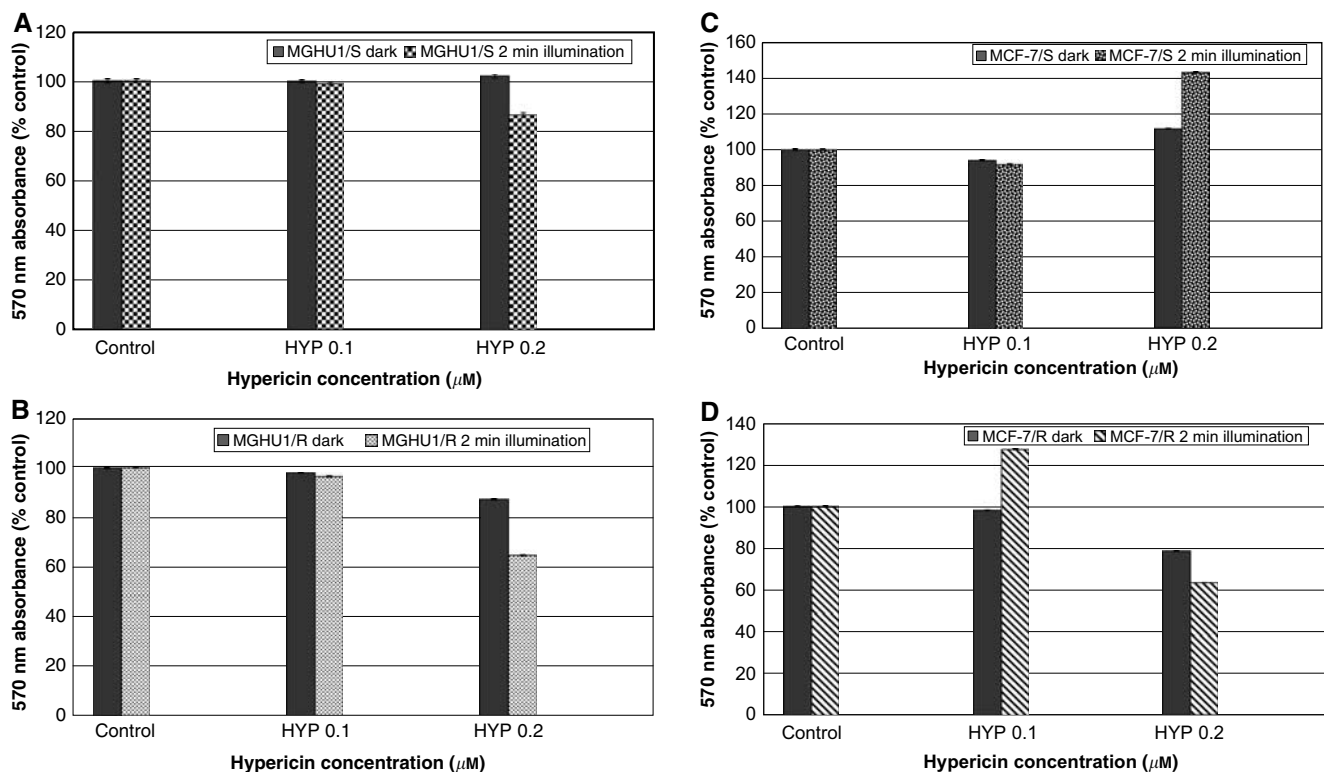 A
570 nm absorbance (% control)
120
100
80
60
40
20
0
MGHU1/S dark MGHU1/S 2 min illumination
Control HYP 0.1 HYP 0.2
Hypericin concentration (μM)
B
570 nm absorbance (% control)
120
100
80
60
40
20
0
MGHU1/R dark MGHU1/R 2 min illumination
Control HYP 0.1 HYP 0.2
Hypericin concentration (μM)
C
570 nm absorbance (% control)
160
140
120
100
80
60
40
20
0
MCF-7/S dark MCF-7/S 2 min illumination
Control HYP 0.1 HYP 0.2
Hypericin concentration (μM)
D
570 nm absorbance (% control)
140
120
100
80
60
40
20
0
MCF-7/R dark MCF-7/R 2 min illumination
Control HYP 0.1 HYP 0.2
Hypericin concentration (μM)